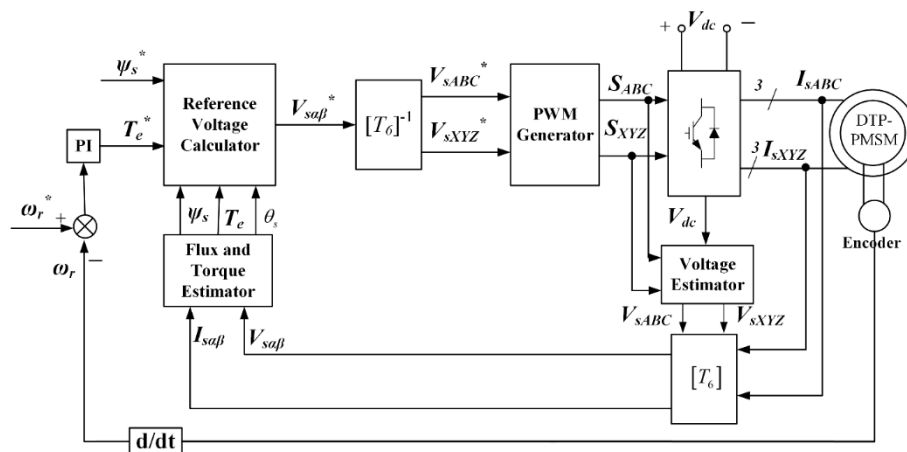 + V_dc −
ψ_s*
T_e*
PI
ω_r* +
ω_r −
Reference
Voltage
Calculator
V_sαβ*
[T_6]^-1
V_sABC*
V_sXYZ*
PWM
Generator
S_ABC
S_XYZ
3 I_sABC
3 I_sXYZ
DTP-
PMSM
Encoder
ψ_s T_e θ_s
Flux and
Torque
Estimator
V_dc
Voltage
Estimator
V_sABC V_sXYZ
I_sαβ V_sαβ
[T_6]
d/dt